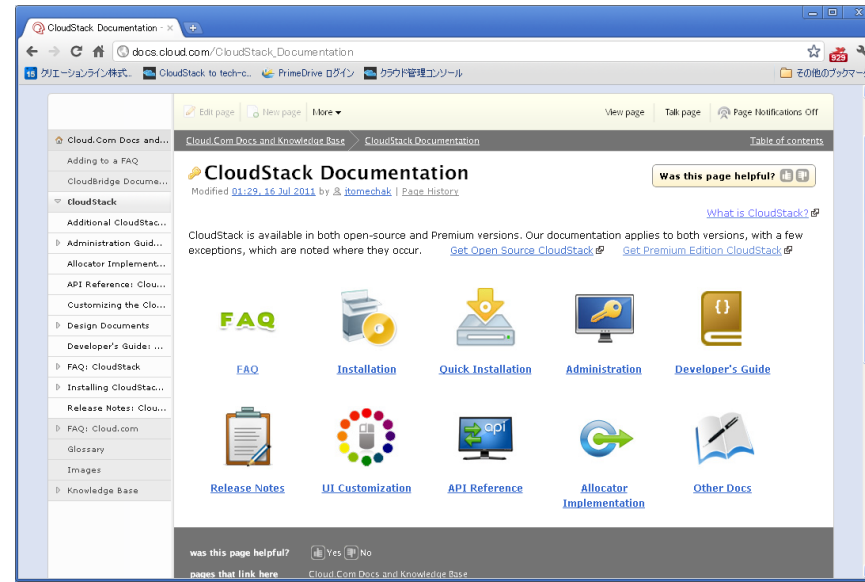 CloudStack Documentation - ×
docs.cloud.com/CloudStack_Documentation
929
15 クリエーションライン株式... CloudStack to tech-c... PrimeDrive ログイン クラウド管理コンソール その他のブックマーク
Edit page New page More View page Talk page Page Notifications Off
Cloud.Com Docs and... Cloud.Com Docs and Knowledge Base CloudStack Documentation Table of contents
Adding to a FAQ
CloudBridge Docume...
CloudStack
Additional CloudStac...
Administration Guid...
Allocator Implement...
API Reference: Clou...
Customizing the Clo...
Design Documents
Developer's Guide: ...
FAQ: CloudStack
Installing CloudStac...
Release Notes: Clou...
FAQ: Cloud.com
Glossary
Images
Knowledge Base
CloudStack Documentation
Was this page helpful?
Modified 01:29, 16 Jul 2011 by jtomechak | Page History
What is CloudStack?
CloudStack is available in both open-source and Premium versions. Our documentation applies to both versions, with a few
exceptions, which are noted where they occur. Get Open Source CloudStack Get Premium Edition CloudStack
FAQ
{}
FAQ Installation Quick Installation Administration Developer's Guide
api
Release Notes UI Customization API Reference Allocator Implementation Other Docs
was this page helpful? Yes No
pages that link here Cloud.Com Docs and Knowledge Base